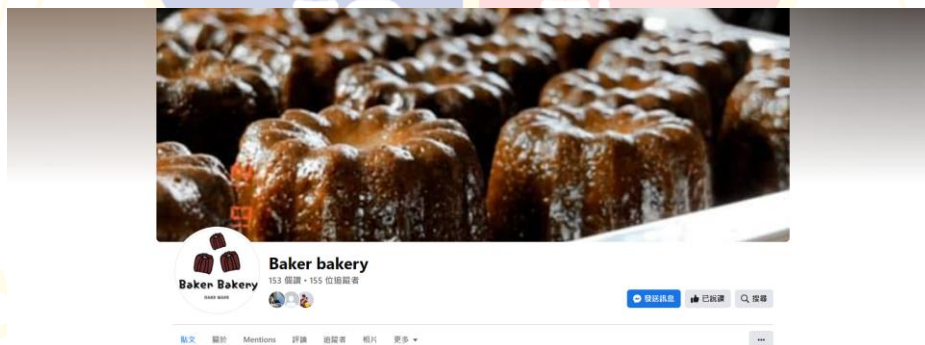 Baker Bakery
Baker bakery
153 個讚 • 155 位追蹤者
發送訊息
已說讚
搜尋
貼文 關於 Mentions 評論 追蹤者 相片 更多